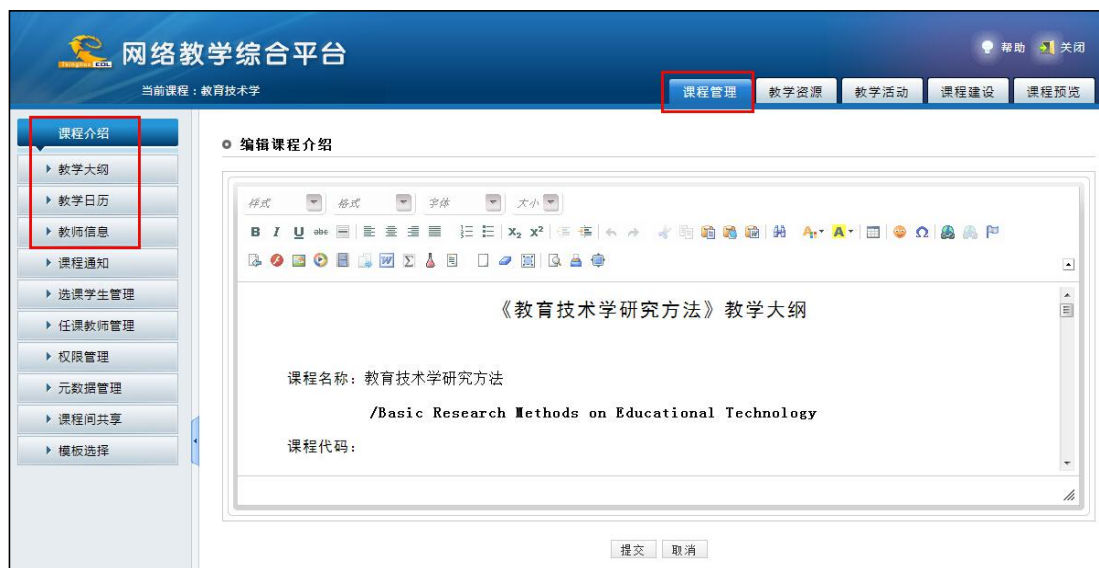 网络教学综合平台
帮助 关闭
当前课程：教育技术学
课程管理 教学资源 教学活动 课程建设 课程预览
课程介绍
教学大纲
教学日历
教师信息
课程通知
选课学生管理
任课教师管理
权限管理
元数据管理
课程间共享
模板选择
编辑课程介绍
样式 格式 字体 大小
《教育技术学研究方法》教学大纲
课程名称：教育技术学研究方法
/Basic Research Methods on Educational Technology
课程代码：
提交 取消